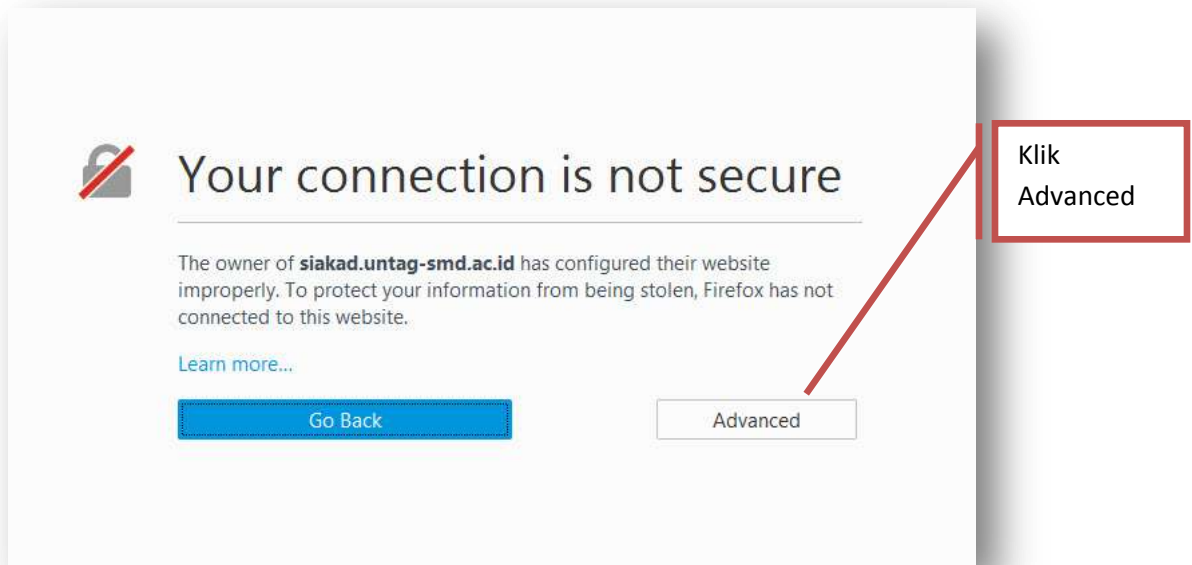 Your connection is not secure
The owner of siakad.untag-smd.ac.id has configured their website
improperly. To protect your information from being stolen, Firefox has not
connected to this website.
Learn more...
Go Back
Advanced
Klik
Advanced